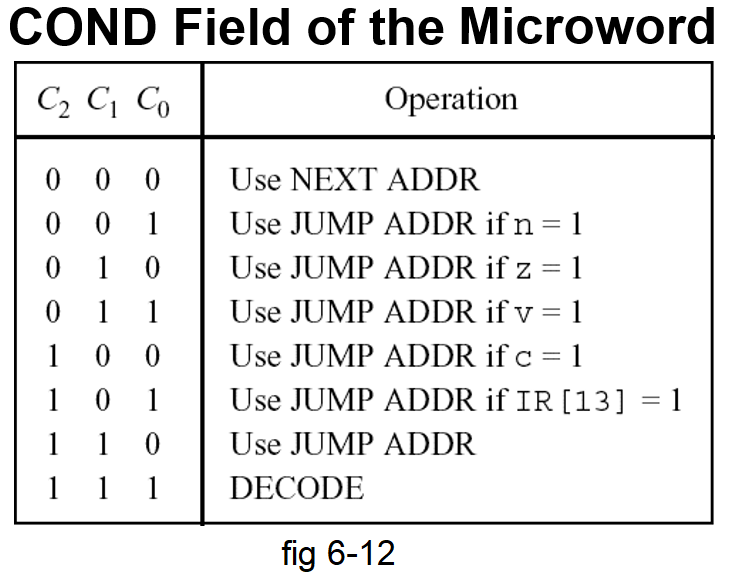 COND Field of the Microword
C₂ C₁ C₀ Operation
0 0 0 Use NEXT ADDR
0 0 1 Use JUMP ADDR if n = 1
0 1 0 Use JUMP ADDR if z = 1
0 1 1 Use JUMP ADDR if v = 1
1 0 0 Use JUMP ADDR if c = 1
1 0 1 Use JUMP ADDR if IR[13] = 1
1 1 0 Use JUMP ADDR
1 1 1 DECODE
fig 6-12